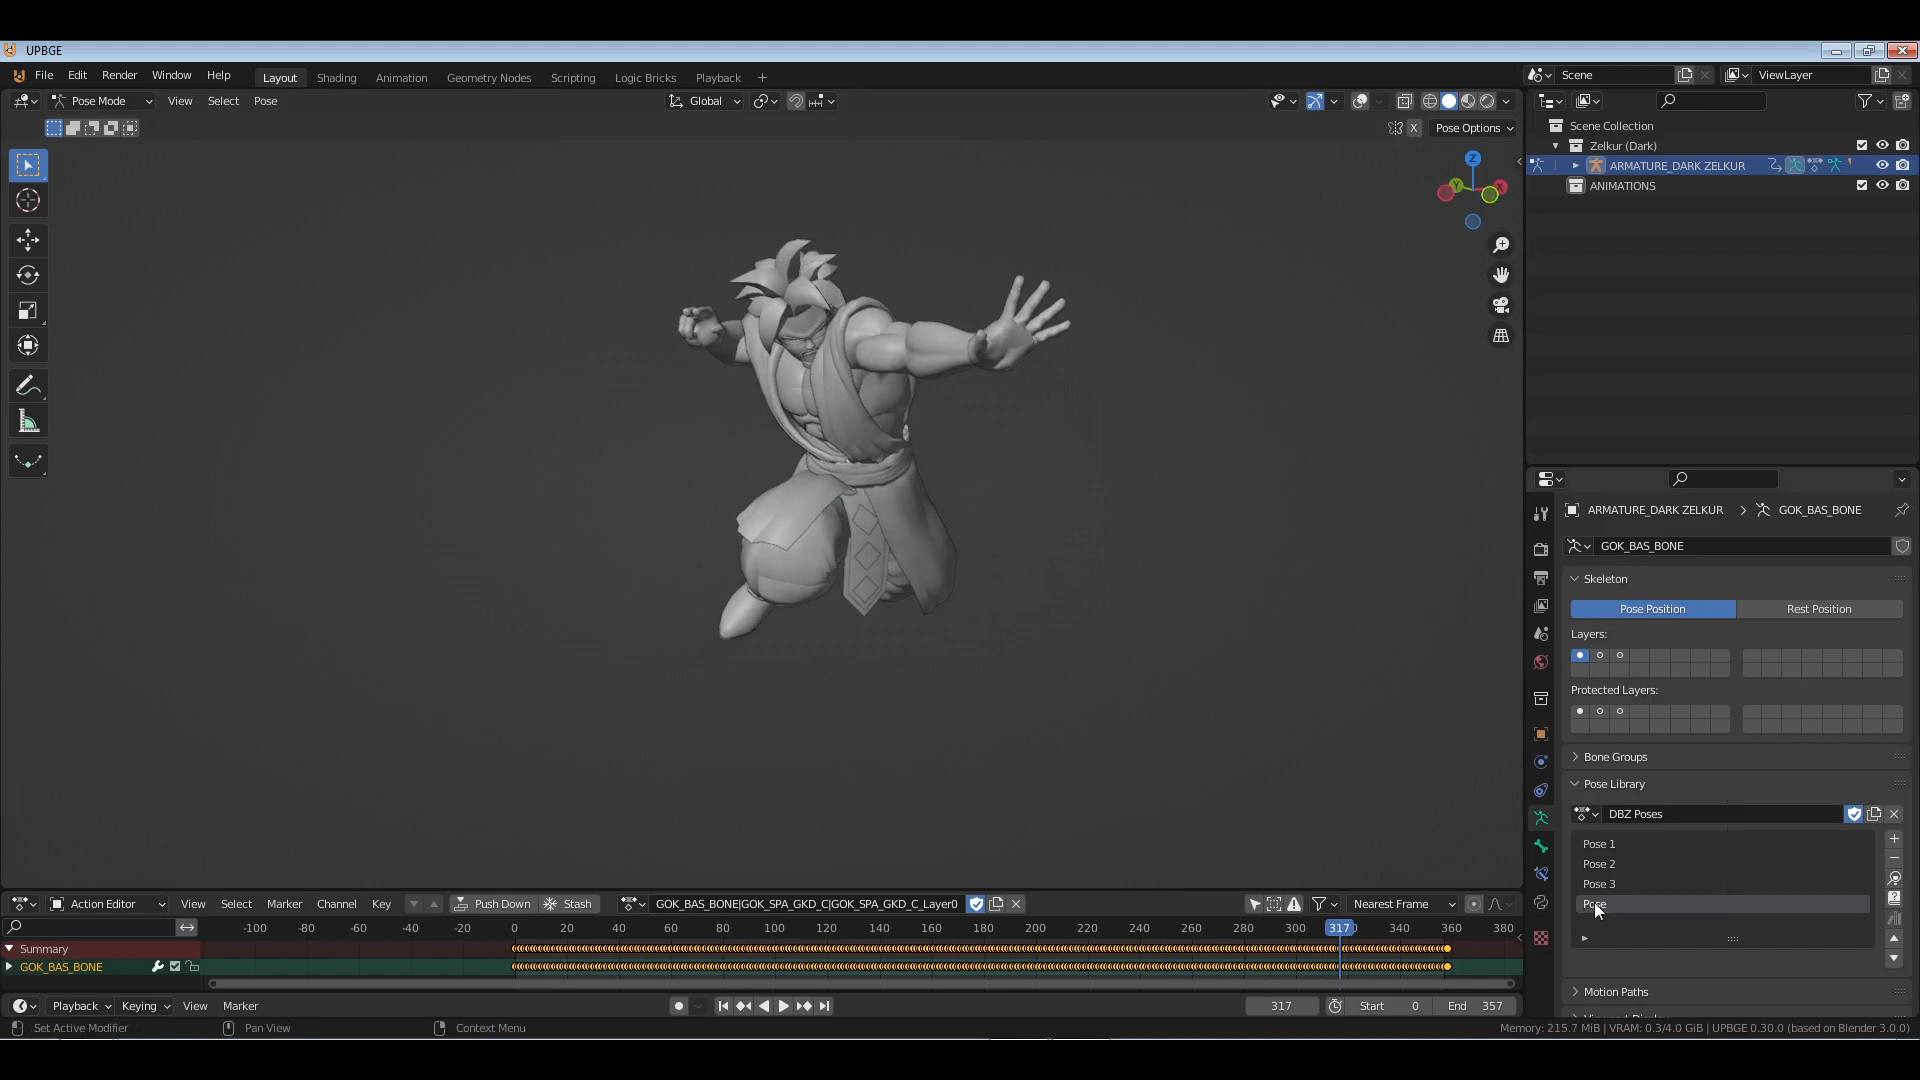 UPBGE
File Edit Render Window Help Layout Shading Animation Geometry Nodes Scripting Logic Bricks Playback + Scene ViewLayer
Pose Mode View Select Pose Global
X Pose Options
Z
Y
X
Scene Collection
Zelkur (Dark)
ARMATURE_DARK ZELKUR
ANIMATIONS
ARMATURE_DARK ZELKUR > GOK_BAS_BONE
GOK_BAS_BONE
Skeleton
Pose Position Rest Position
Layers:
Protected Layers:
Bone Groups
Pose Library
DBZ Poses
Pose 1
Pose 2
Pose 3
Pose
Motion Paths
Action Editor View Select Marker Channel Key Push Down Stash GOK_BAS_BONE|GOK_SPA_GKD_C|GOK_SPA_GKD_C_Layer0 Nearest Frame
-100 -80 -60 -40 -20 0 20 40 60 80 100 120 140 160 180 200 220 240 260 280 300 317 340 360 380
Summary
GOK_BAS_BONE
Playback Keying View Marker 317 Start 0 End 357
Set Active Modifier Pan View Context Menu Memory: 215.7 MiB | VRAM: 0.3/4.0 GiB | UPBGE 0.30.0 (based on Blender 3.0.0)